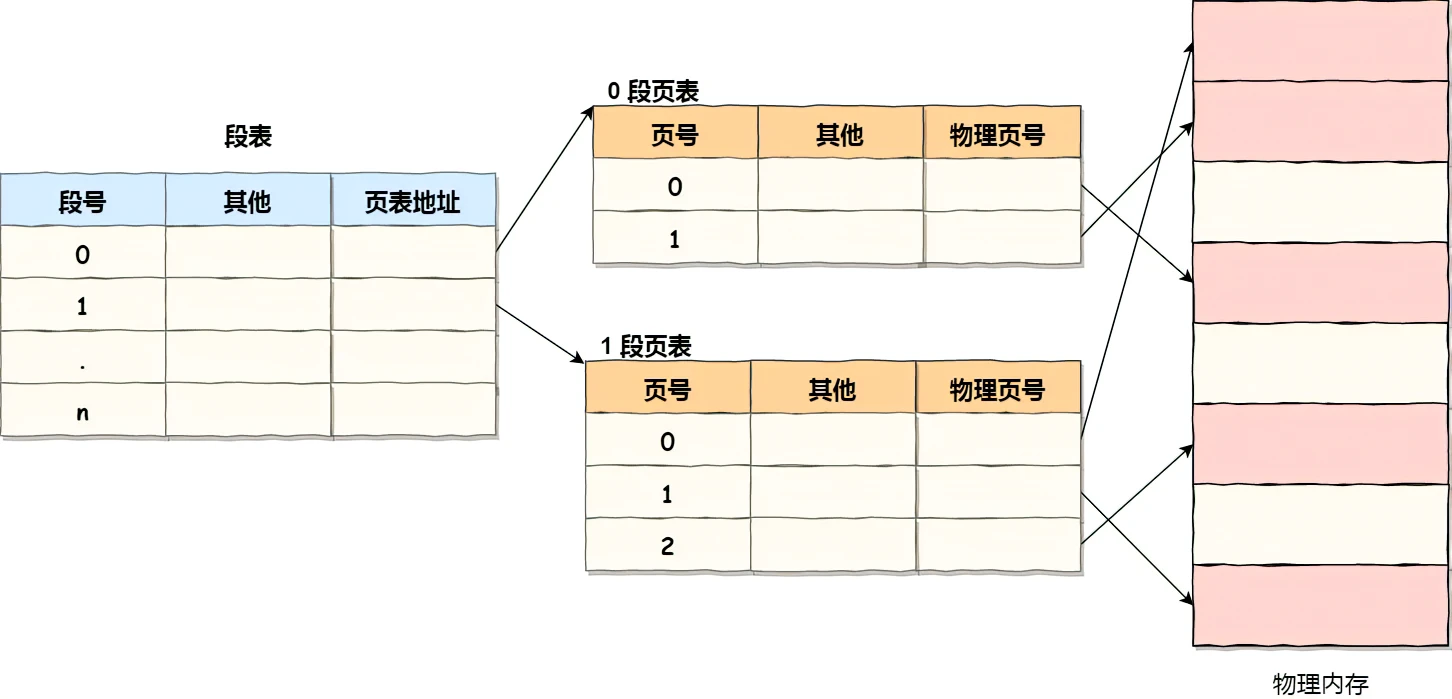 段表
段号 其他 页表地址
0
1
.
n
0 段页表
页号 其他 物理页号
0
1
1 段页表
页号 其他 物理页号
0
1
2
物理内存